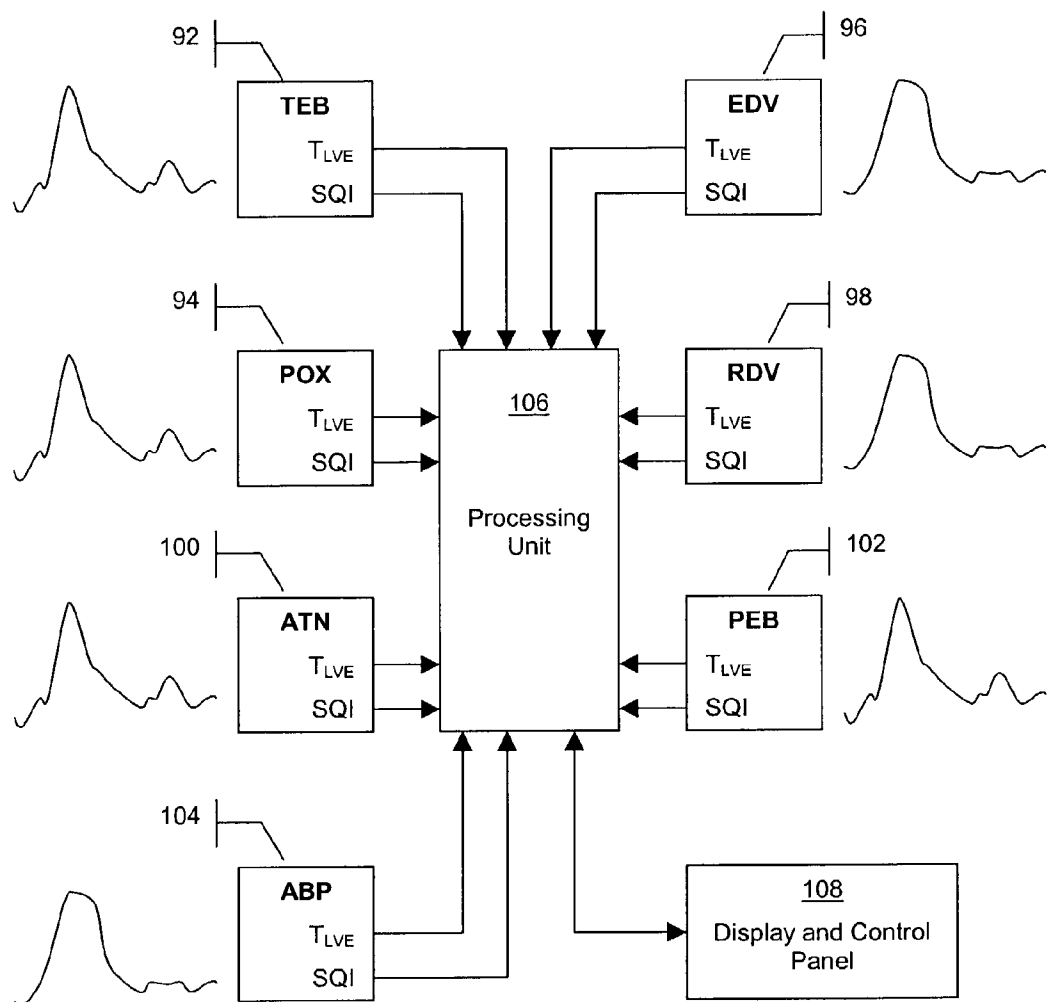 92
TEB
T_LVE
SQI
96
EDV
T_LVE
SQI
94
POX
T_LVE
SQI
98
RDV
T_LVE
SQI
106
Processing
Unit
100
ATN
T_LVE
SQI
102
PEB
T_LVE
SQI
104
ABP
T_LVE
SQI
108
Display and Control
Panel